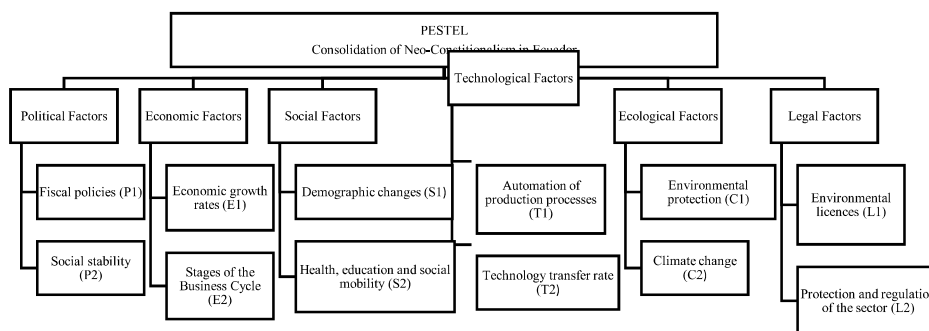 PESTEL
Consolidation of Neo-Constitionalism in Ecuador
Technological Factors
Political Factors
Economic Factors
Social Factors
Ecological Factors
Legal Factors
Fiscal policies (P1)
Social stability
(P2)
Economic growth
rates (E1)
Stages of the
Business Cycle
(E2)
Demographic changes (S1)
Health, education and social
mobility (S2)
Automation of
production processes
(T1)
Technology transfer rate
(T2)
Environmental
protection (C1)
Climate change
(C2)
Environmental
licences (L1)
Protection and regulation
of the sector (L2)